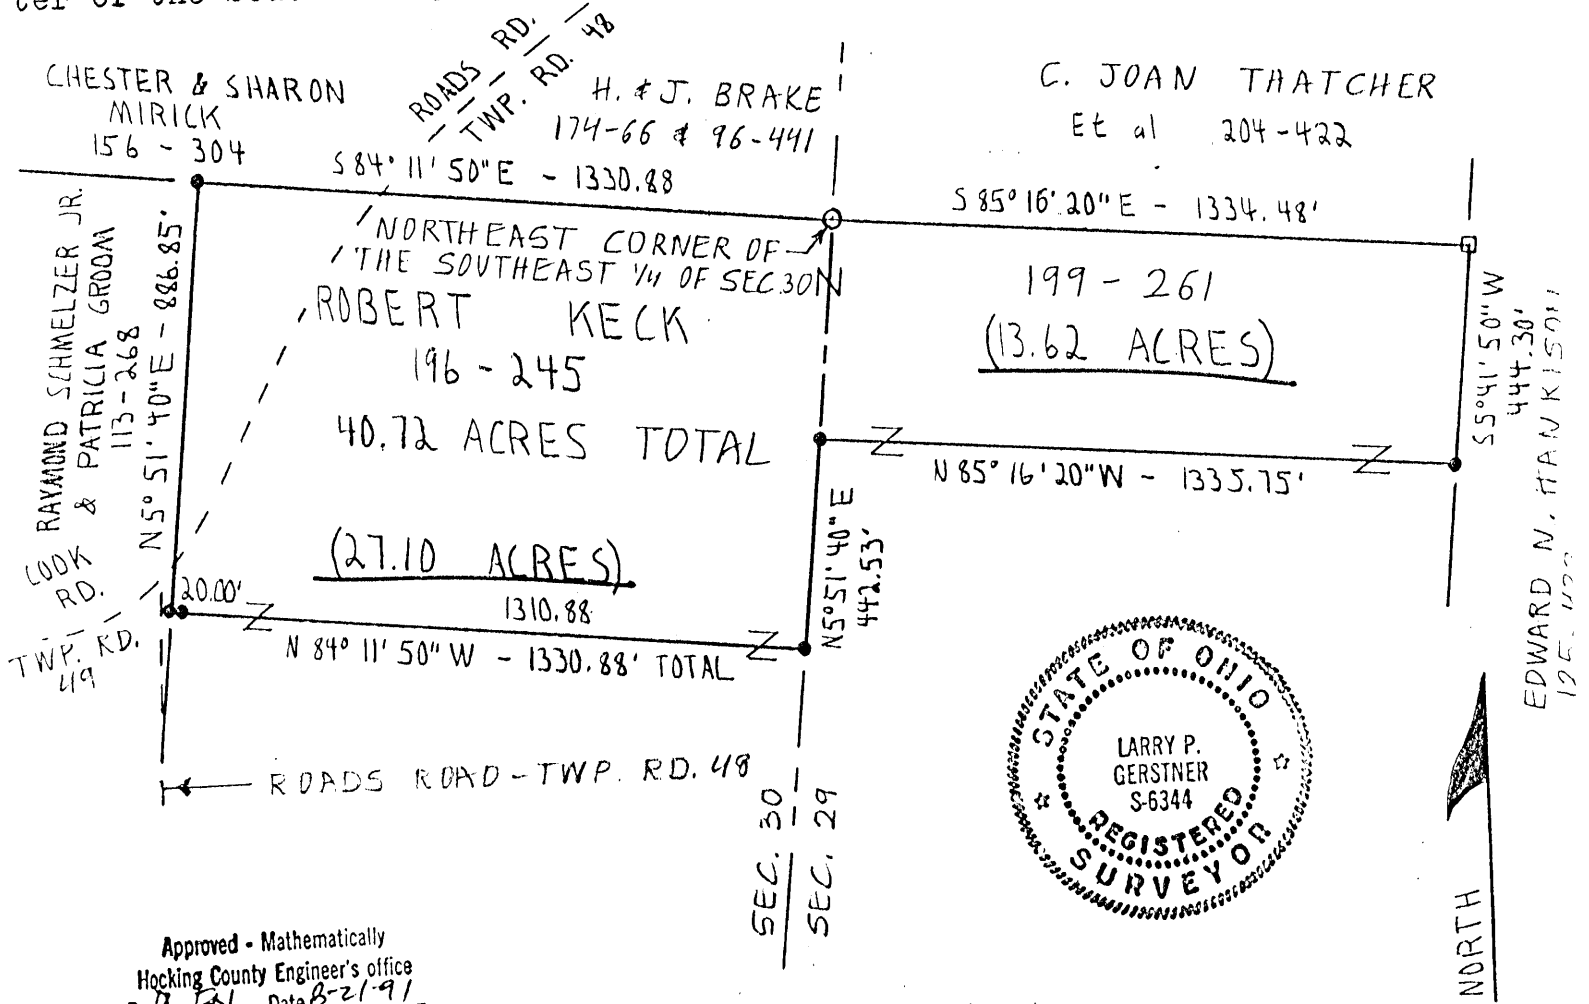 ROADS RD.
TWP. RD. 48
CHESTER & SHARON
MIRICK
156 - 304
H. & J. BRAKE
174-66 & 96-441
C. JOAN THATCHER
Et al 204-422
S 84° 11' 50" E - 1330.88
S 85° 16' 20" E - 1334.48'
NORTHEAST CORNER OF
THE SOUTHEAST 1/4 OF SEC. 30
RAYMOND SCHMELZER JR.
& PATRICIA GROOM
113-268
N 5° 51' 40" E - 886.85'
ROBERT KECK
196 - 245
40.72 ACRES TOTAL
(27.10 ACRES)
199 - 261
(13.62 ACRES)
S 5° 41' 50" W
444.30'
EDWARD N. HANKISON
N 85° 16' 20" W - 1335.75'
N 5° 51' 40" E
442.53'
COOK
RD.
TWP. RD.
49
20.00'
1310.88
N 84° 11' 50" W - 1330.88' TOTAL
ROADS ROAD - TWP. RD. 48
SEC. 30
SEC. 29
STATE OF OHIO
LARRY P.
GERSTNER
S-6344
REGISTERED
SURVEYOR
NORTH
Approved - Mathematically
Hocking County Engineer's office
Date 8-21-91